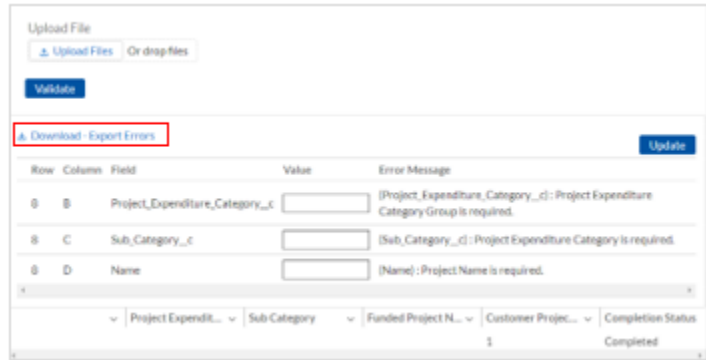 Upload File
Upload Files Or drop files
Validate
Download - Export Errors
Update
Row Column Field Value Error Message
8 B Project_Expenditure_Category__c [Project_Expenditure_Category__c] : Project Expenditure
Category Group is required.
8 C Sub_Category__c [Sub_Category__c] : Project Expenditure Category is required.
8 D Name [Name] : Project Name is required.
Project Expendit... Sub Category Funded Project N... Customer Projec... Completion Status
1 Completed